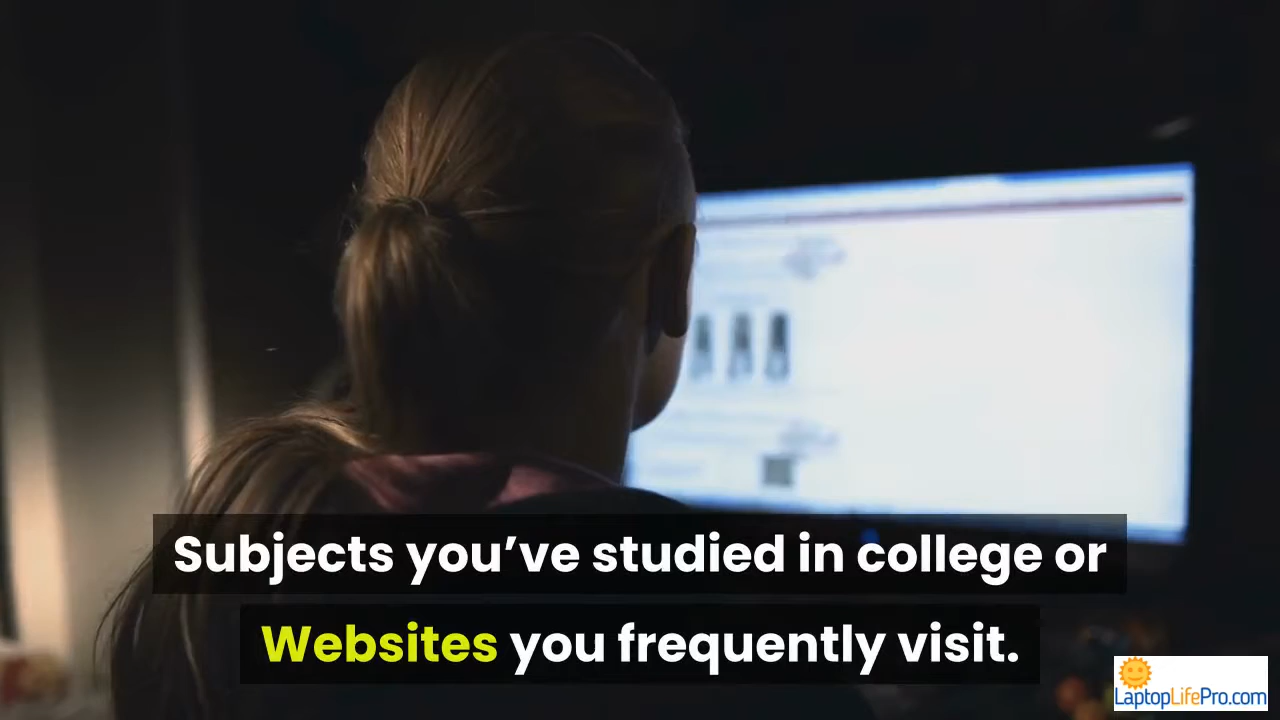 Subjects you’ve studied in college or
Websites you frequently visit.
LaptopLifePro.com